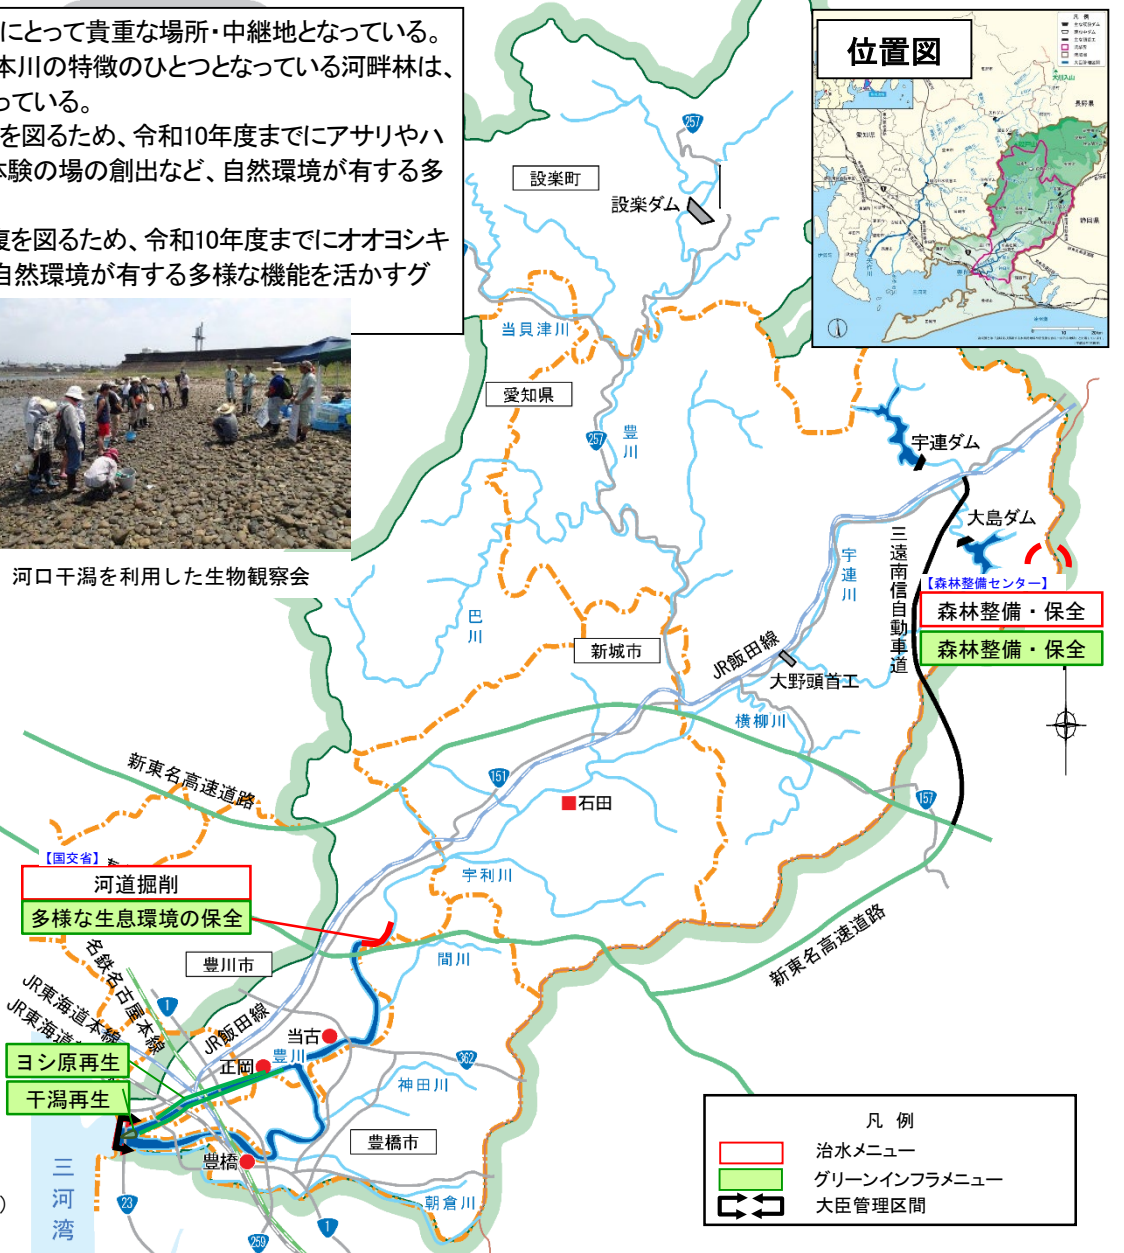 にとって貴重な場所・中継地となっている。
本川の特徴のひとつとなっている河畔林は、
っている。
を図るため、令和10年度までにアサリやハ
体験の場の創出など、自然環境が有する多
復を図るため、令和10年度までにオオヨシキ
自然環境が有する多様な機能を活かすグ
河口干潟を利用した生物観察会
位置図
凡例
長野県
愛知県
静岡県
257
設楽町
設楽ダム
当貝津川
愛知県
257
豊川
宇連ダム
大島ダム
宇連川
三遠南信自動車道
【森林整備センター】
森林整備・保全
森林整備・保全
巴川
新城市
JR飯田線
大野頭首工
横柳川
新東名高速道路
151
石田
157
宇利川
【国交省】
河道掘削
多様な生息環境の保全
新東名高速道路
間川
豊川市
名鉄名古屋本線
JR東海道本線
JR東海道
1
JR飯田線
当古
豊川
正岡
362
ヨシ原再生
干潟再生
神田川
豊橋市
豊橋
朝倉川
三河湾
23
259
1
凡 例
治水メニュー
グリーンインフラメニュー
大臣管理区間